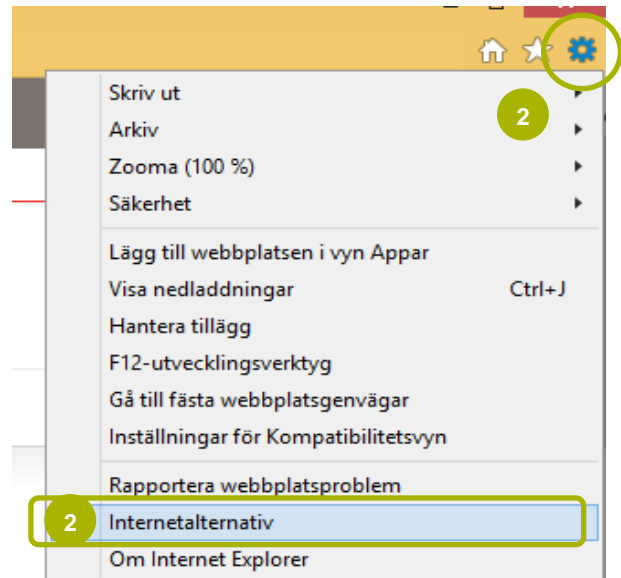 Skriv ut
2
Arkiv
Zooma (100 %)
Säkerhet
Lägg till webbplatsen i vyn Appar
Visa nedladdningar Ctrl+J
Hantera tillägg
F12-utvecklingsverktyg
Gå till fästa webbplatsgenvägar
Inställningar för Kompatibilitetsvyn
Rapportera webbplatsproblem
2 Internetalternativ
Om Internet Explorer